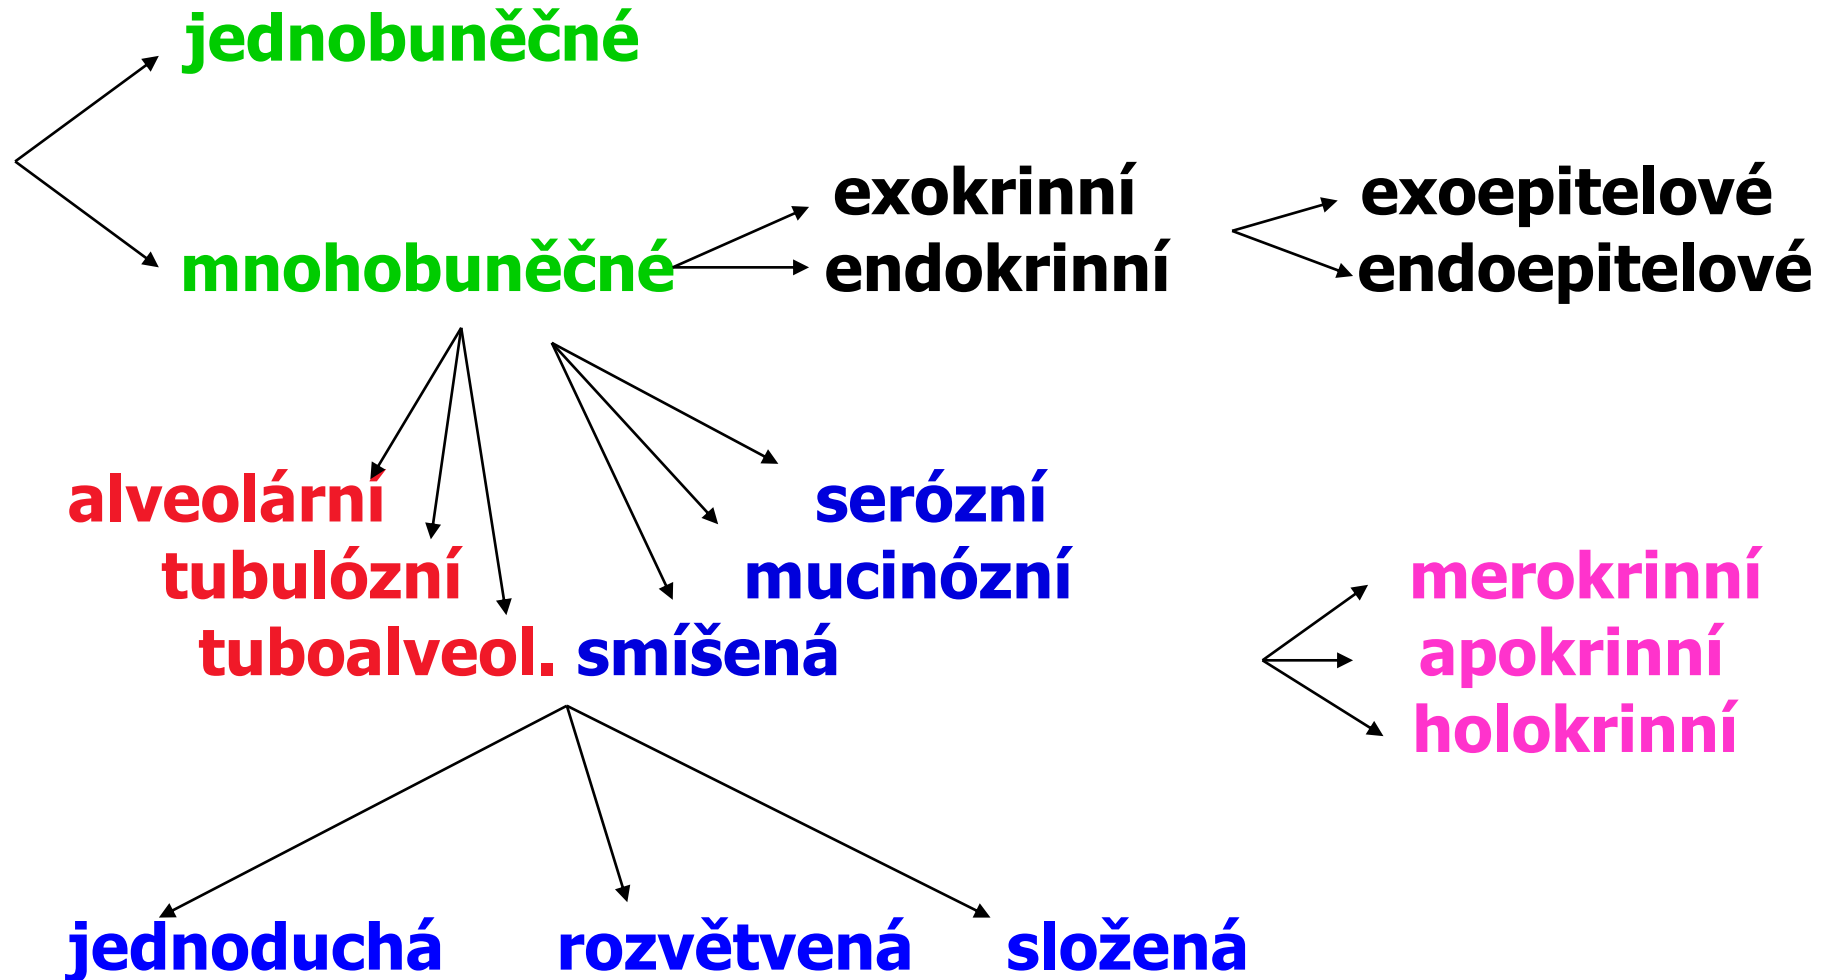 jednobuněčné
exokrinní exoepitelové
mnohobuněčné endokrinní endoepitelové
alveolární serózní
tubulózní mucinózní merokrinní
tuboalveol. smíšená apokrinní
holokrinní
jednoduchá rozvětvená složená